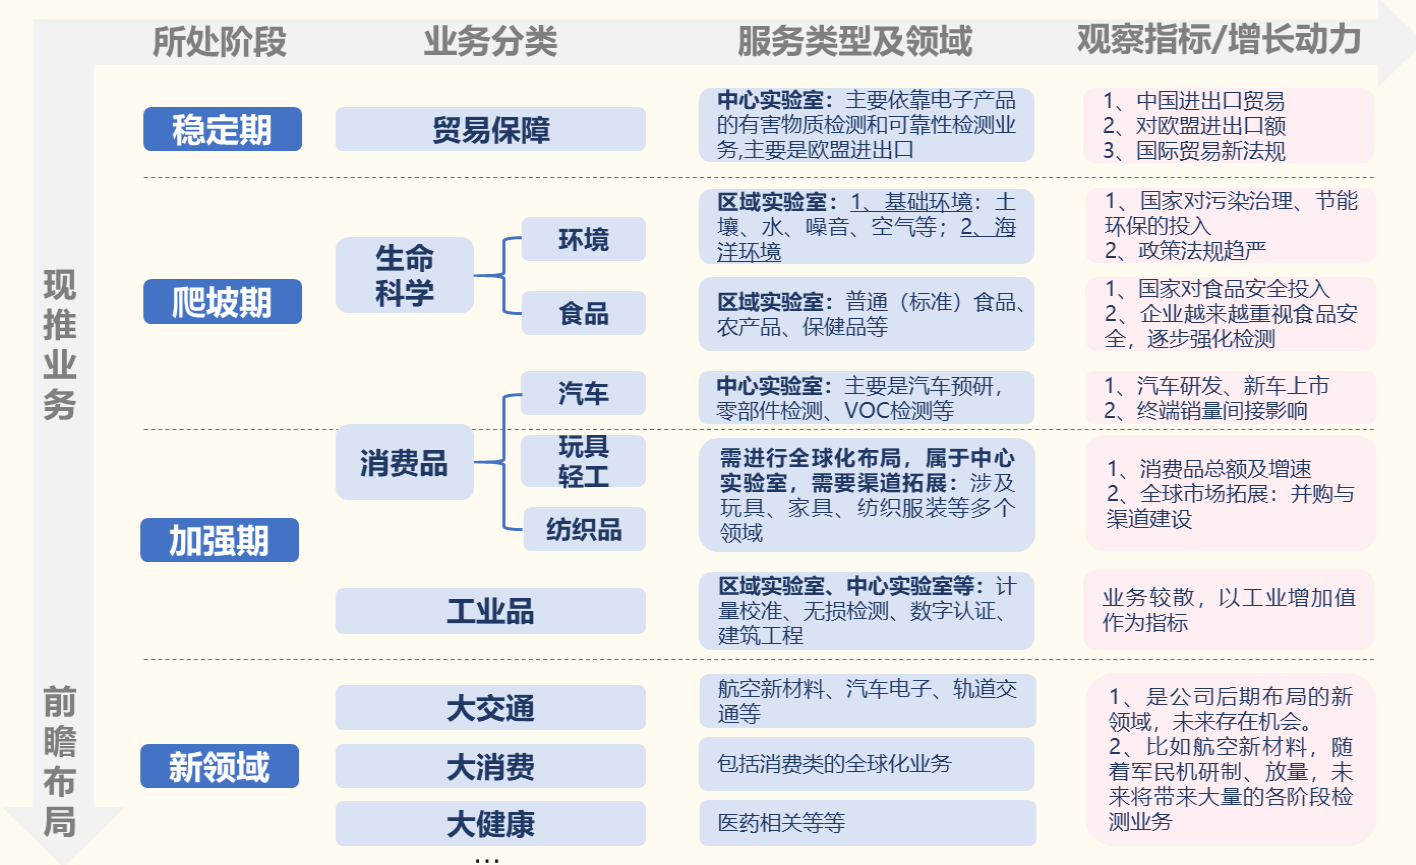 所处阶段 业务分类 服务类型及领域 观察指标/增长动力
现推业务
稳定期
贸易保障
中心实验室：主要依靠电子产品
的有害物质检测和可靠性检测业
务,主要是欧盟进出口
1、中国进出口贸易
2、对欧盟进出口额
3、国际贸易新法规
爬坡期
生命
科学
环境
区域实验室：1、基础环境：土
壤、水、噪音、空气等；2、海
洋环境
1、国家对污染治理、节能
环保的投入
2、政策法规趋严
食品
区域实验室：普通（标准）食品、
农产品、保健品等
1、国家对食品安全投入
2、企业越来越重视食品安
全，逐步强化检测
消费品
汽车
中心实验室：主要是汽车预研，
零部件检测、VOC检测等
1、汽车研发、新车上市
2、终端销量间接影响
加强期
玩具
轻工
纺织品
需进行全球化布局，属于中心
实验室，需要渠道拓展：涉及
玩具、家具、纺织服装等多个
领域
1、消费品总额及增速
2、全球市场拓展：并购与
渠道建设
工业品
区域实验室、中心实验室等：计
量校准、无损检测、数字认证、
建筑工程
业务较散，以工业增加值
作为指标
前瞻布局
新领域
大交通
航空新材料、汽车电子、轨道交
通等
大消费
包括消费类的全球化业务
大健康
医药相关等等
…
1、是公司后期布局的新
领域，未来存在机会。
2、比如航空新材料，随
着军民机研制、放量，未
来将带来大量的各阶段检
测业务